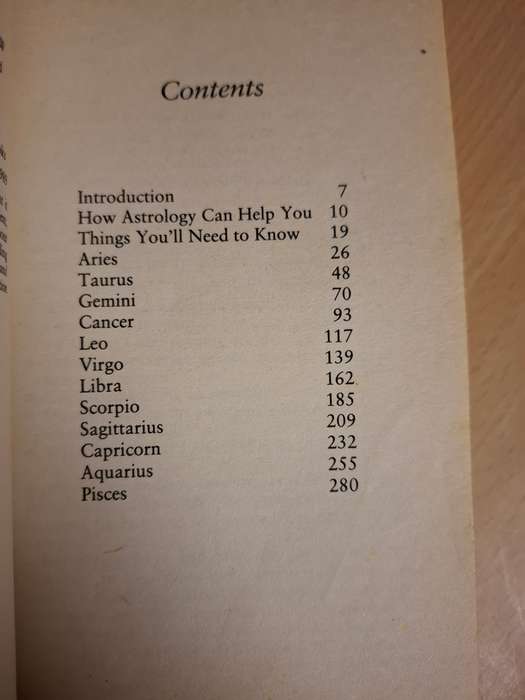 Contents
Introduction 7
How Astrology Can Help You 10
Things You'll Need to Know 19
Aries 26
Taurus 48
Gemini 70
Cancer 93
Leo 117
Virgo 139
Libra 162
Scorpio 185
Sagittarius 209
Capricorn 232
Aquarius 255
Pisces 280